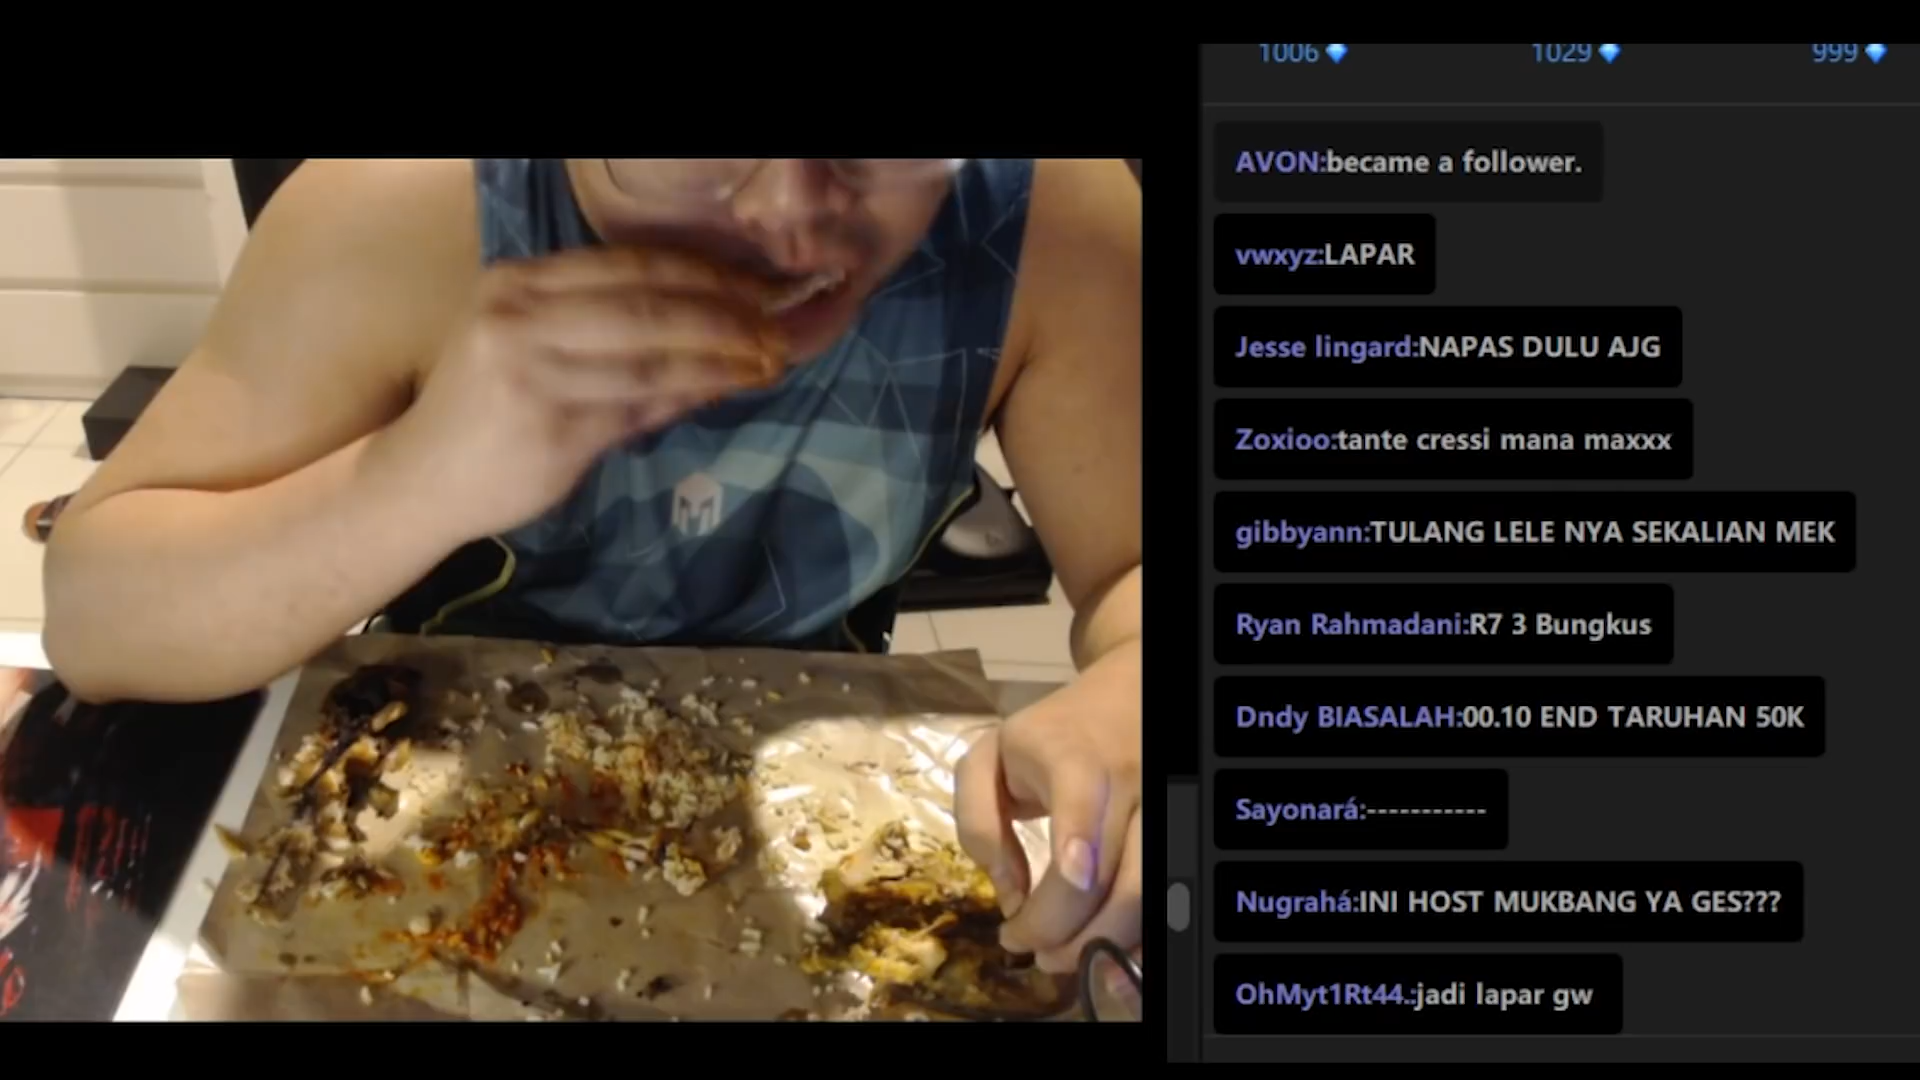 1006
1029
999
AVON:became a follower.
vwxyz:LAPAR
Jesse lingard:NAPAS DULU AJG
Zoxioo:tante cressi mana maxxx
gibbyann:TULANG LELE NYA SEKALIAN MEK
Ryan Rahmadani:R7 3 Bungkus
Dndy BIASALAH:00.10 END TARUHAN 50K
Sayonará:-----------
Nugrahá:INI HOST MUKBANG YA GES???
OhMyt1Rt44.:jadi lapar gw